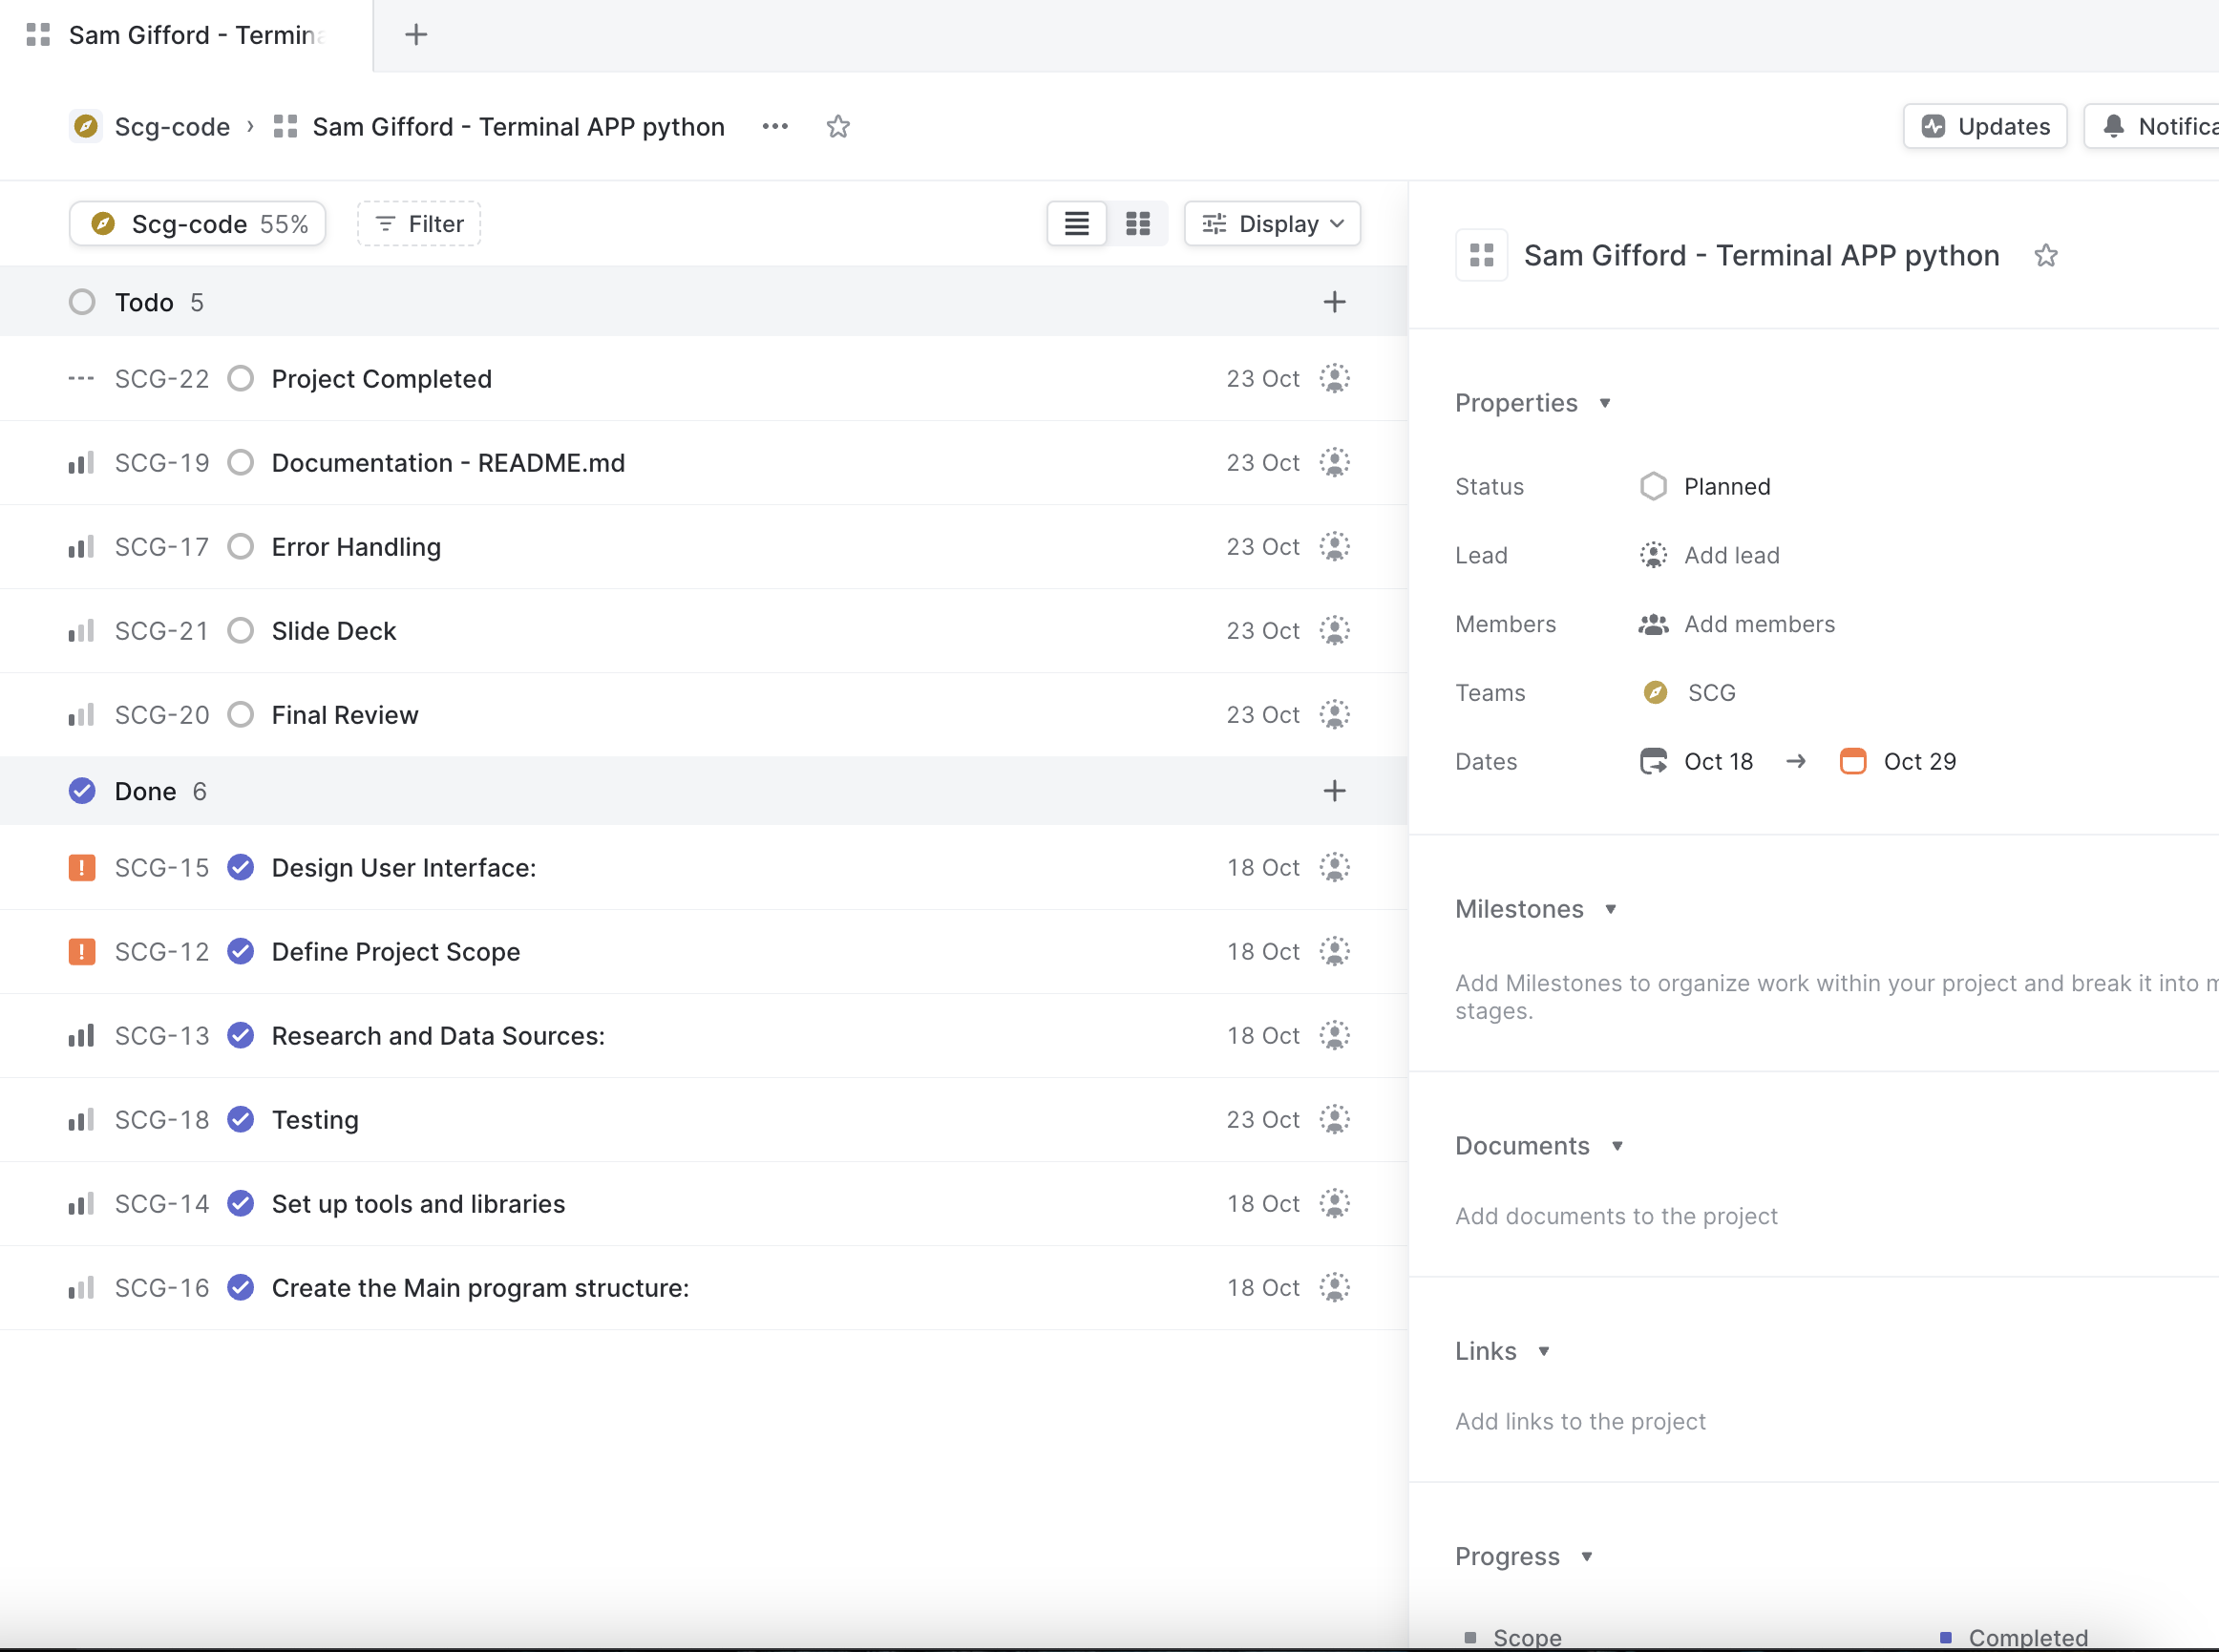 Sam Gifford - Termina
Scg-code › Sam Gifford - Terminal APP python
Updates
Notifica
Scg-code 55%
Filter
Display
Todo 5
SCG-22 Project Completed 23 Oct
SCG-19 Documentation - README.md 23 Oct
SCG-17 Error Handling 23 Oct
SCG-21 Slide Deck 23 Oct
SCG-20 Final Review 23 Oct
Done 6
SCG-15 Design User Interface: 18 Oct
SCG-12 Define Project Scope 18 Oct
SCG-13 Research and Data Sources: 18 Oct
SCG-18 Testing 23 Oct
SCG-14 Set up tools and libraries 18 Oct
SCG-16 Create the Main program structure: 18 Oct
Sam Gifford - Terminal APP python
Properties
Status Planned
Lead Add lead
Members Add members
Teams SCG
Dates Oct 18 → Oct 29
Milestones
Add Milestones to organize work within your project and break it into m
stages.
Documents
Add documents to the project
Links
Add links to the project
Progress
Scope Completed